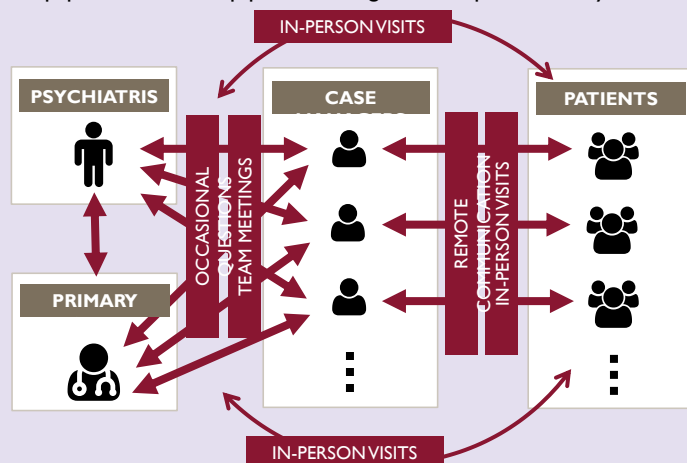 IN-PERSON VISITS
PSYCHIATRIS
CASE
PATIENTS
OCCASIONAL
QUESTIONS
TEAM MEETINGS
REMOTE
COMMUNICATION
IN-PERSON VISITS
PRIMARY
IN-PERSON VISITS